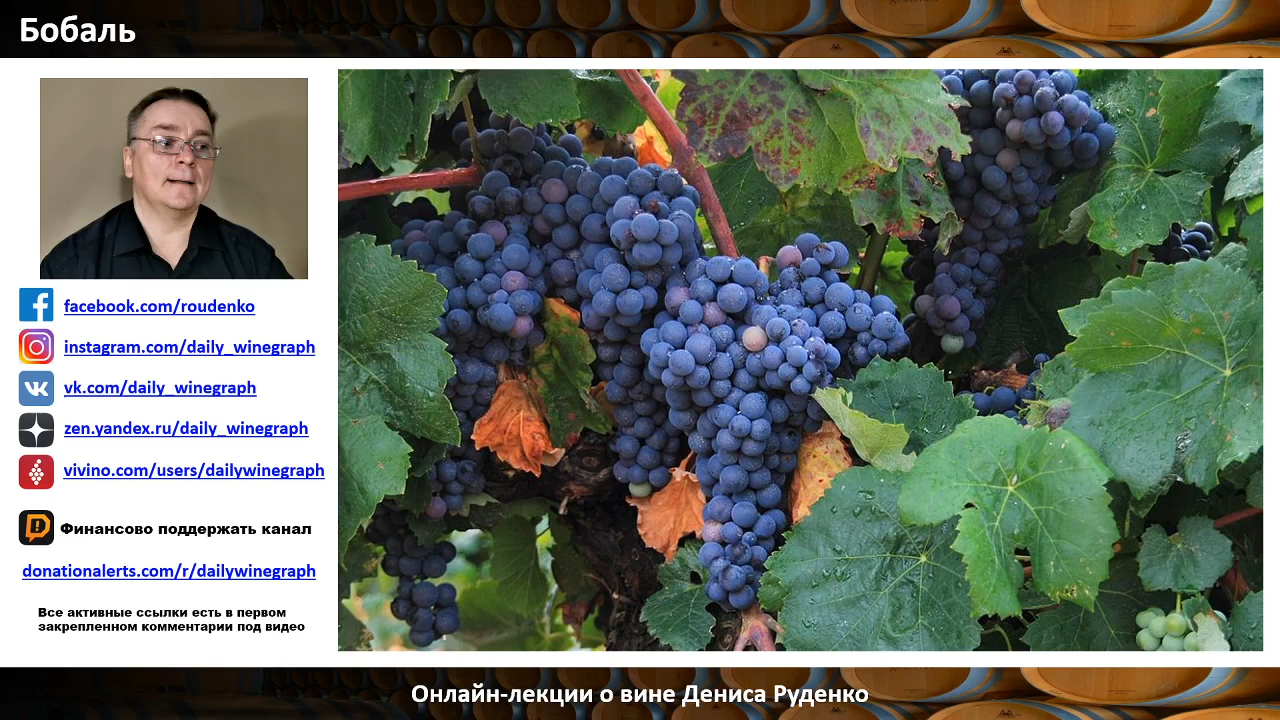 Бобаль
facebook.com/roudenko
instagram.com/daily_winegraph
vk.com/daily_winegraph
zen.yandex.ru/daily_winegraph
vivino.com/users/dailywinegraph
Финансово поддержать канал
donationalerts.com/r/dailywinegraph
Все активные ссылки есть в первом
закрепленном комментарии под видео
Онлайн-лекции о вине Дениса Руденко